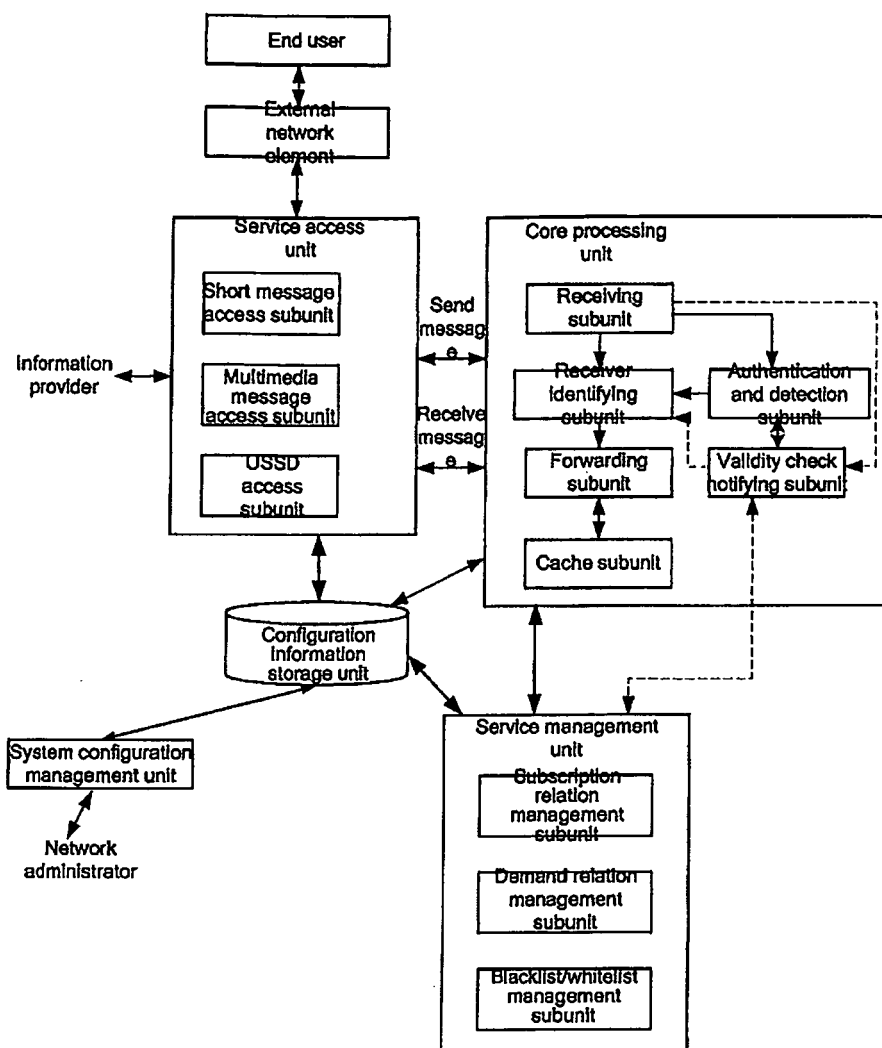 End user
External
network
element
Service access
unit
Short message
access subunit
Multimedia
message
access subunit
USSD
access
subunit
Information
provider
Send
messag
e
Receive
messag
e
Core processing
unit
Receiving
subunit
Receiver
identifying
subunit
Authentication
and detection
subunit
Forwarding
subunit
Validity check
notifying subunit
Cache subunit
Configuration
information
storage unit
System configuration
management unit
Network
administrator
Service management
unit
Subscription
relation
management
subunit
Demand relation
management
subunit
Blacklist/whitelist
management
subunit